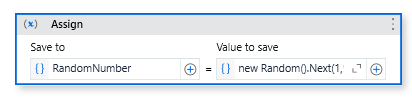 (x) Assign
Save to Value to save
{} RandomNumber = {} new Random().Next(1,